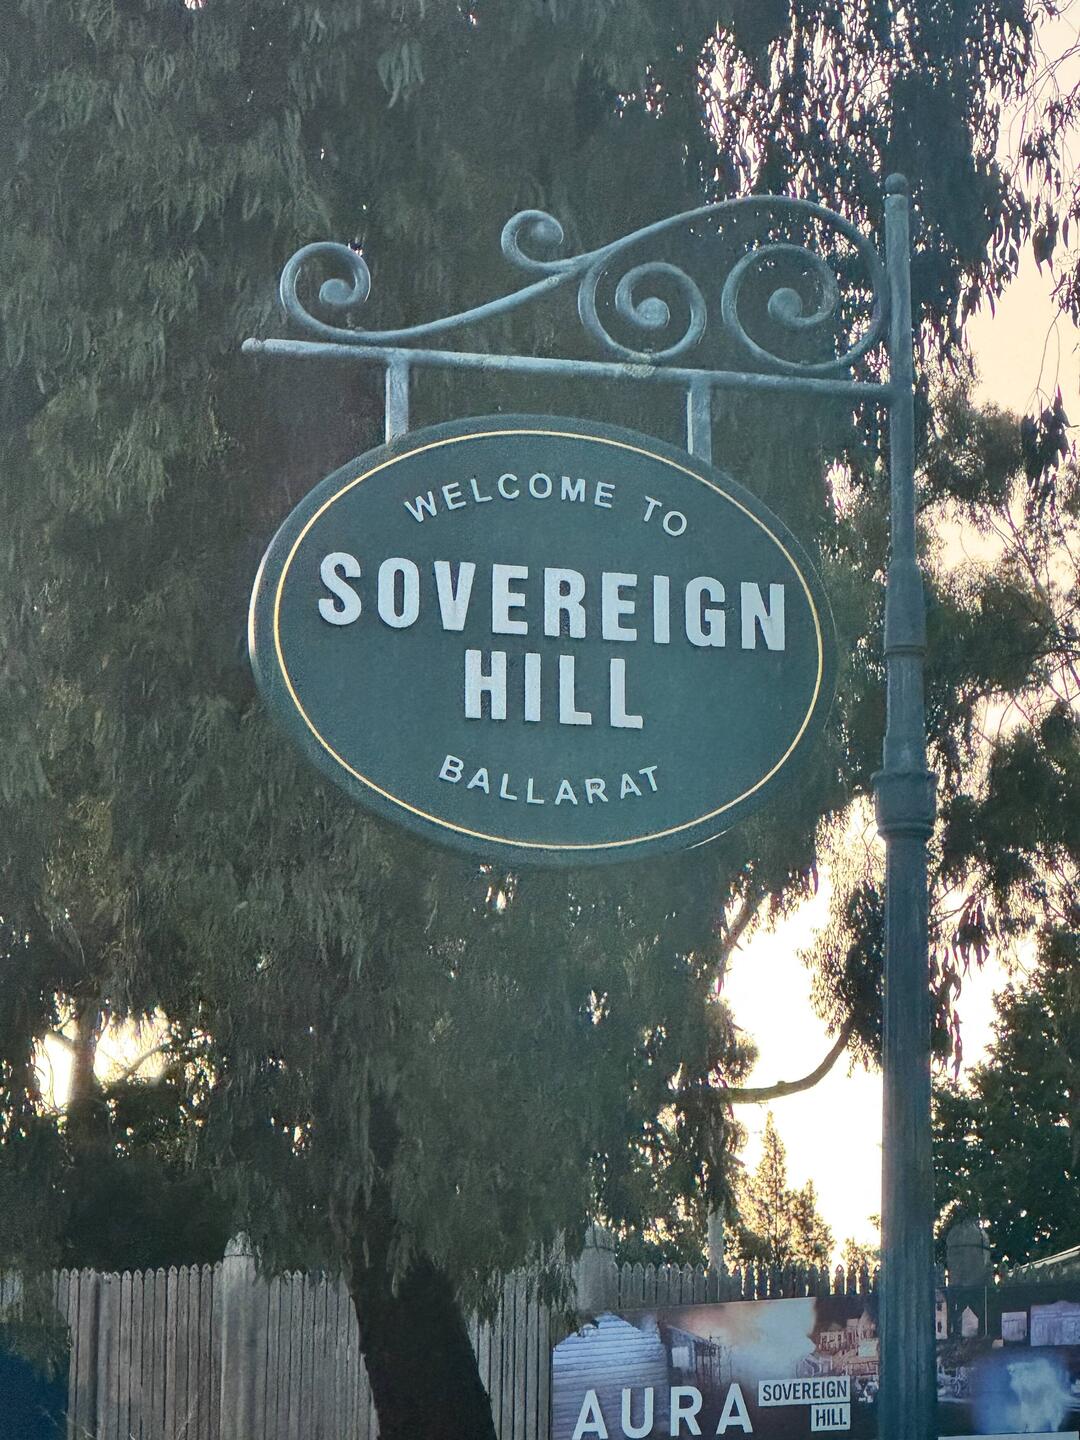 WELCOME TO
SOVEREIGN
HILL
BALLARAT
AURA
SOVEREIGN
HILL